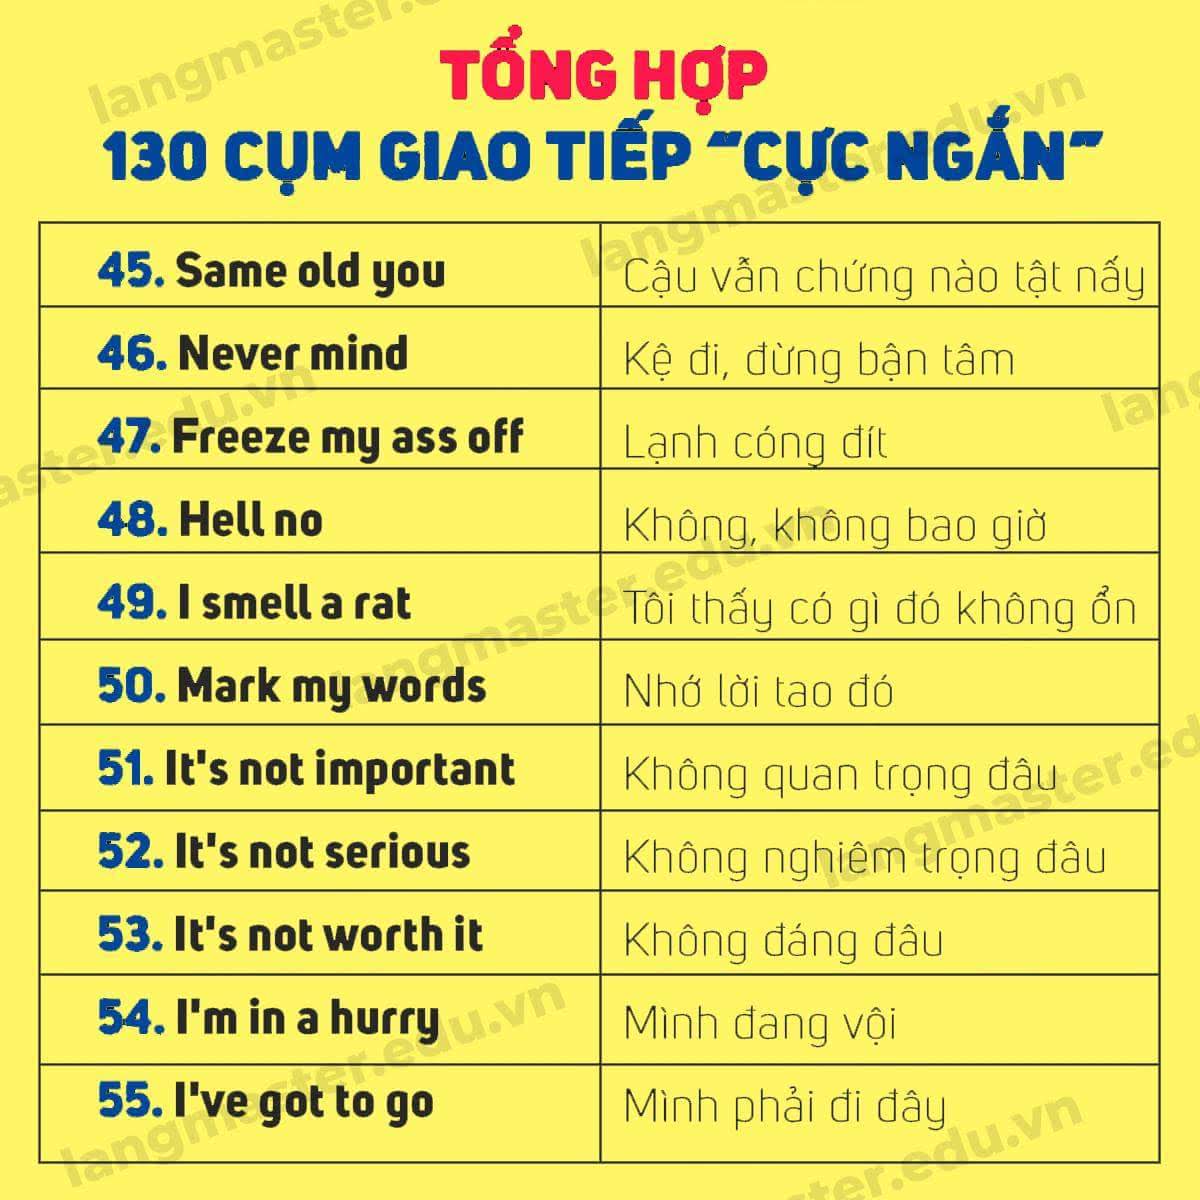 TỔNG HỢP
130 CỤM GIAO TIẾP “CỰC NGẮN”
45. Same old you Cậu vẫn chứng nào tật nấy
46. Never mind Kệ đi, đừng bận tâm
47. Freeze my ass off Lạnh cóng đít
48. Hell no Không, không bao giờ
49. I smell a rat Tôi thấy có gì đó không ổn
50. Mark my words Nhớ lời tao đó
51. It's not important Không quan trọng đâu
52. It's not serious Không nghiêm trọng đâu
53. It's not worth it Không đáng đâu
54. I'm in a hurry Mình đang vội
55. I've got to go Mình phải đi đây
langmaster.edu.vn